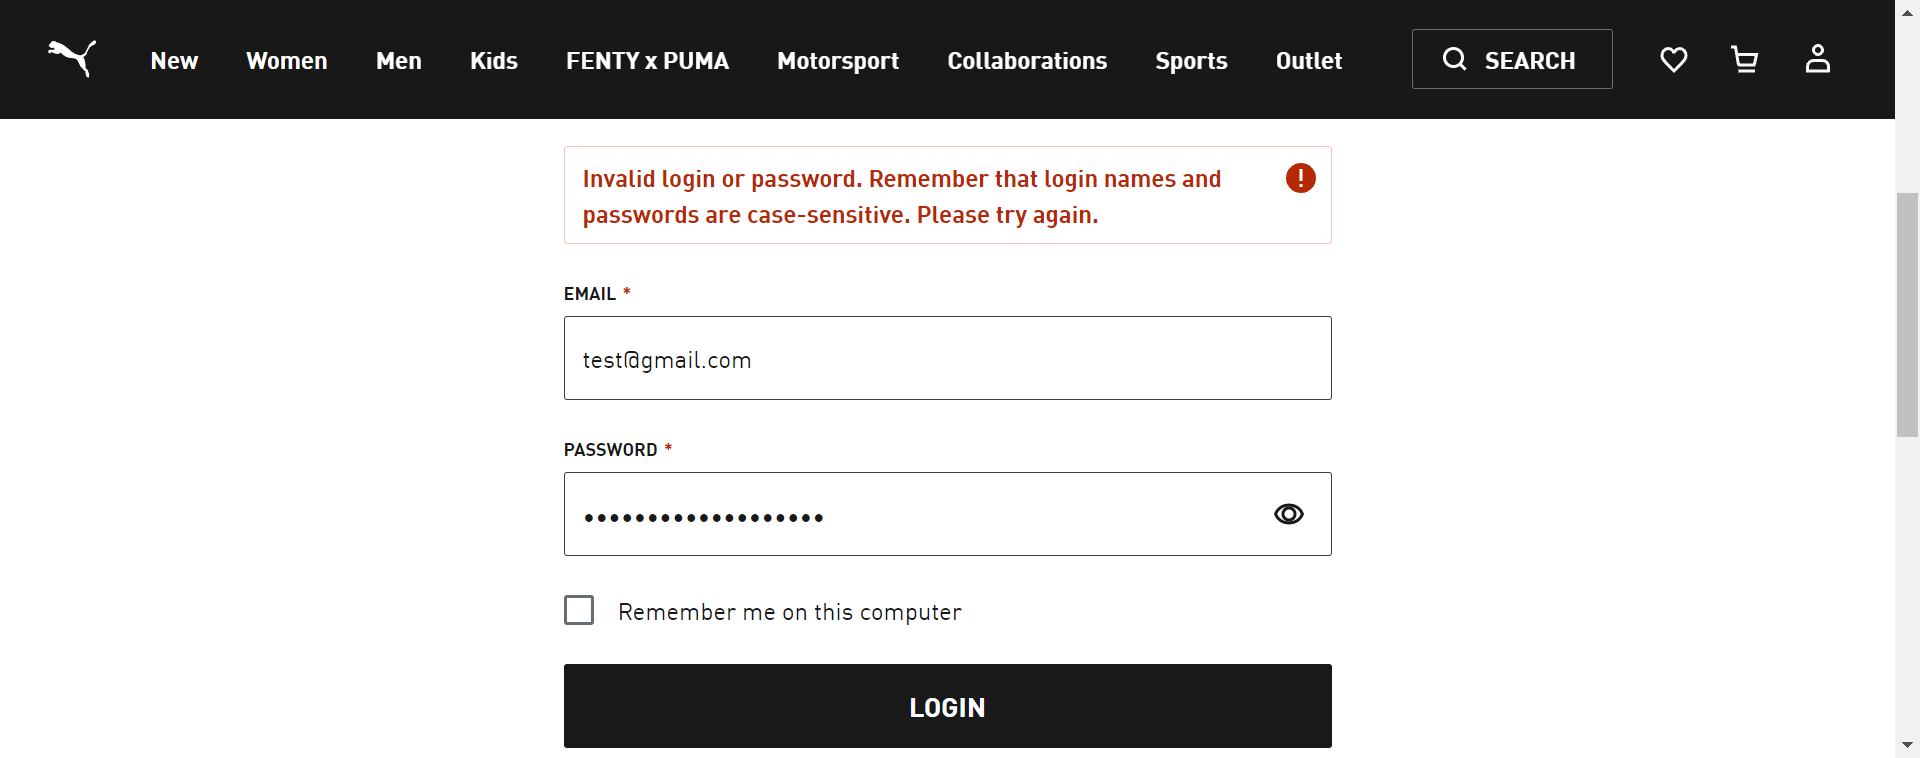 New Women Men Kids FENTY x PUMA Motorsport Collaborations Sports Outlet SEARCH
Invalid login or password. Remember that login names and
passwords are case-sensitive. Please try again.
EMAIL *
test@gmail.com
PASSWORD *
•••••••••••••••••••
Remember me on this computer
LOGIN